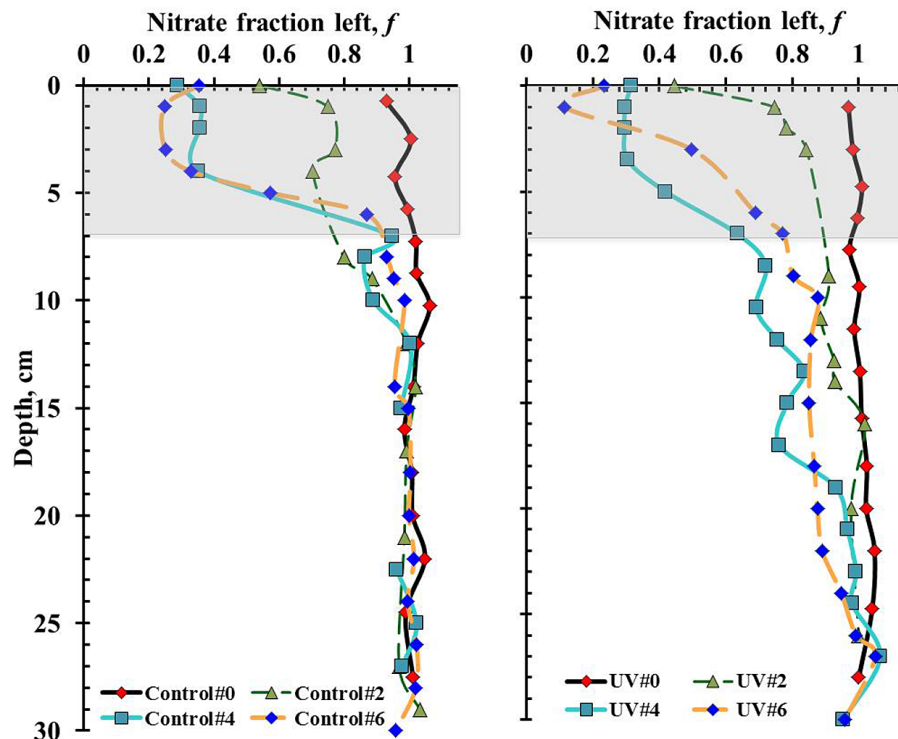 Nitrate fraction left, f
0 0.2 0.4 0.6 0.8 1
0
5
10
15
20
25
30
Depth, cm
Control#0 Control#2
Control#4 Control#6
Nitrate fraction left, f
0 0.2 0.4 0.6 0.8 1
UV#0 UV#2
UV#4 UV#6